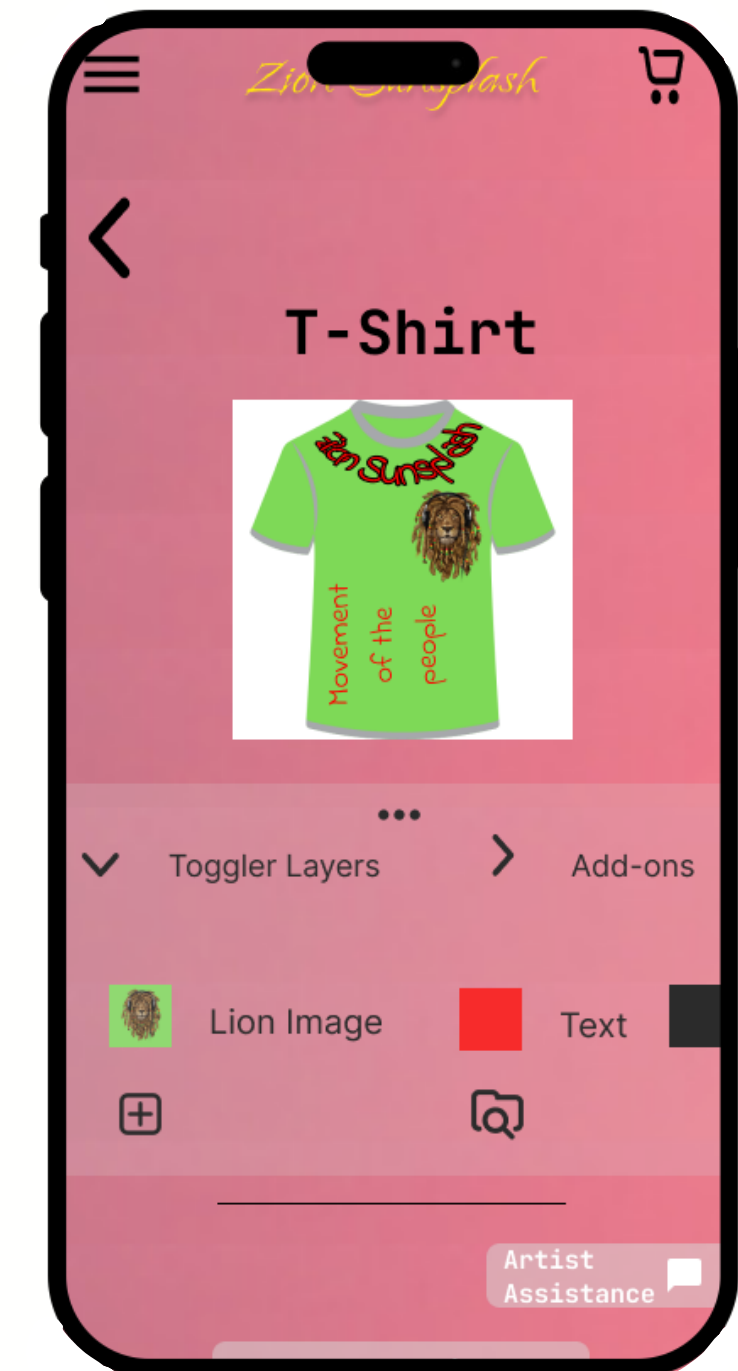 Zion Sunsplash
T-Shirt
Zion Sunsplash
Movement
of the
people
Toggler Layers
Add-ons
Lion Image
Text
Artist
Assistance